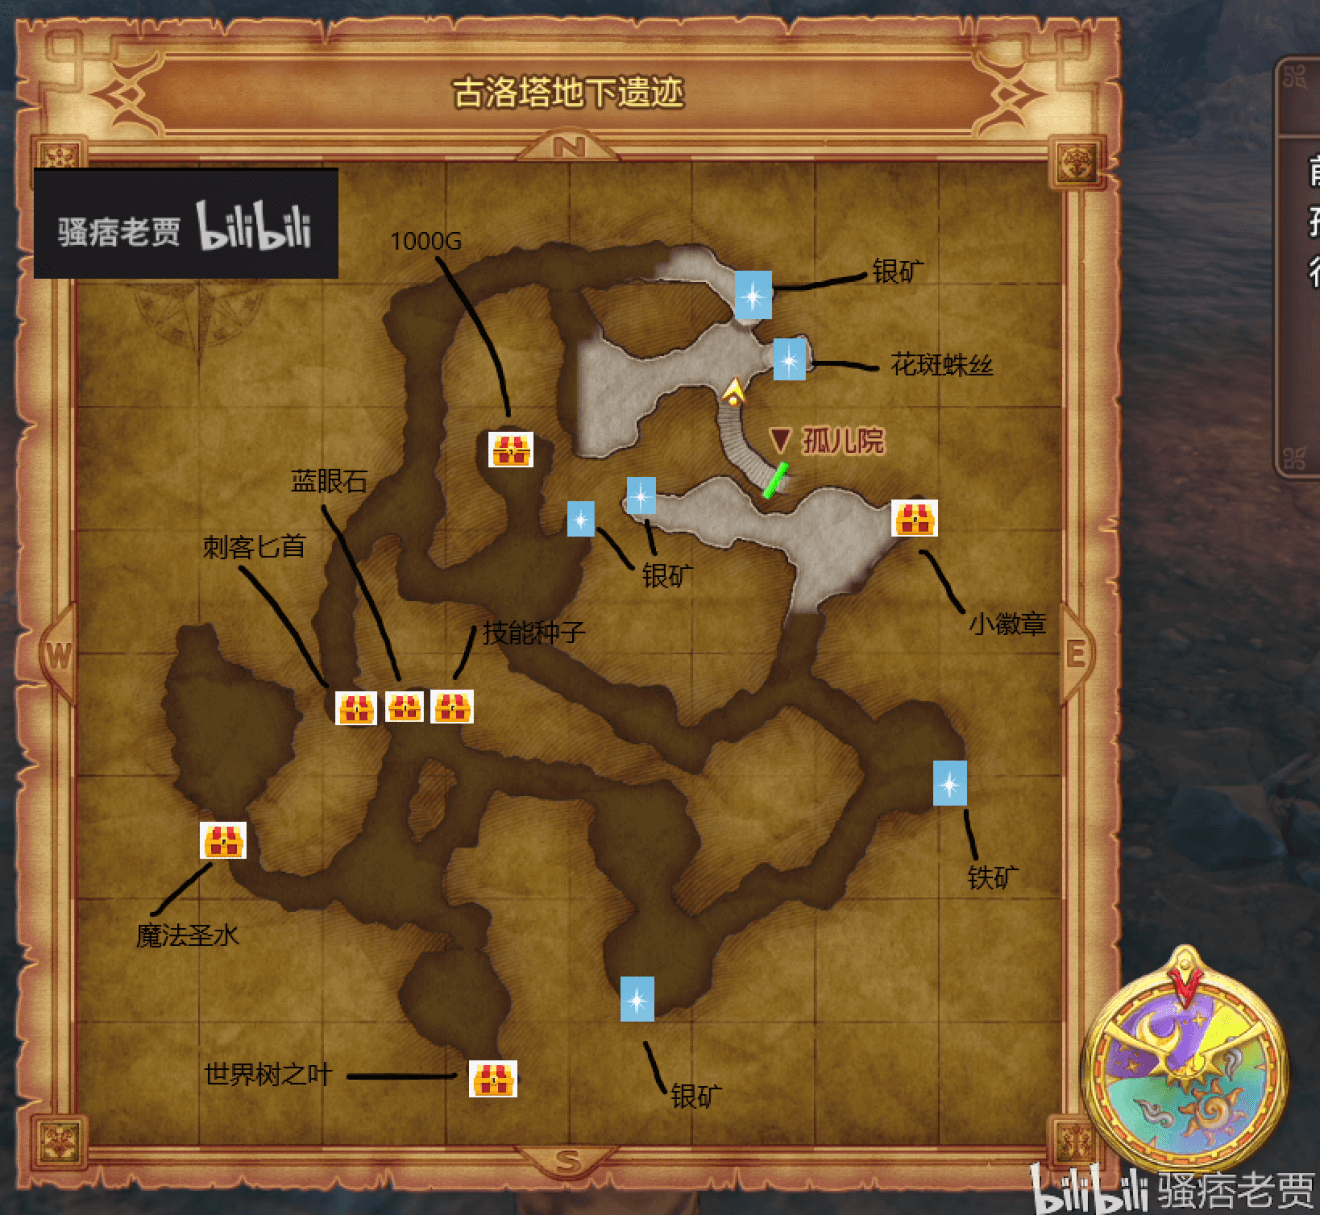 古洛塔地下遗迹
N
骚痞老贾 bilibili
1000G
银矿
花斑蛛丝
孤儿院
蓝眼石
刺客匕首
银矿
小徽章
技能种子
W
E
铁矿
魔法圣水
世界树之叶
银矿
S
bilibili 骚痞老贾